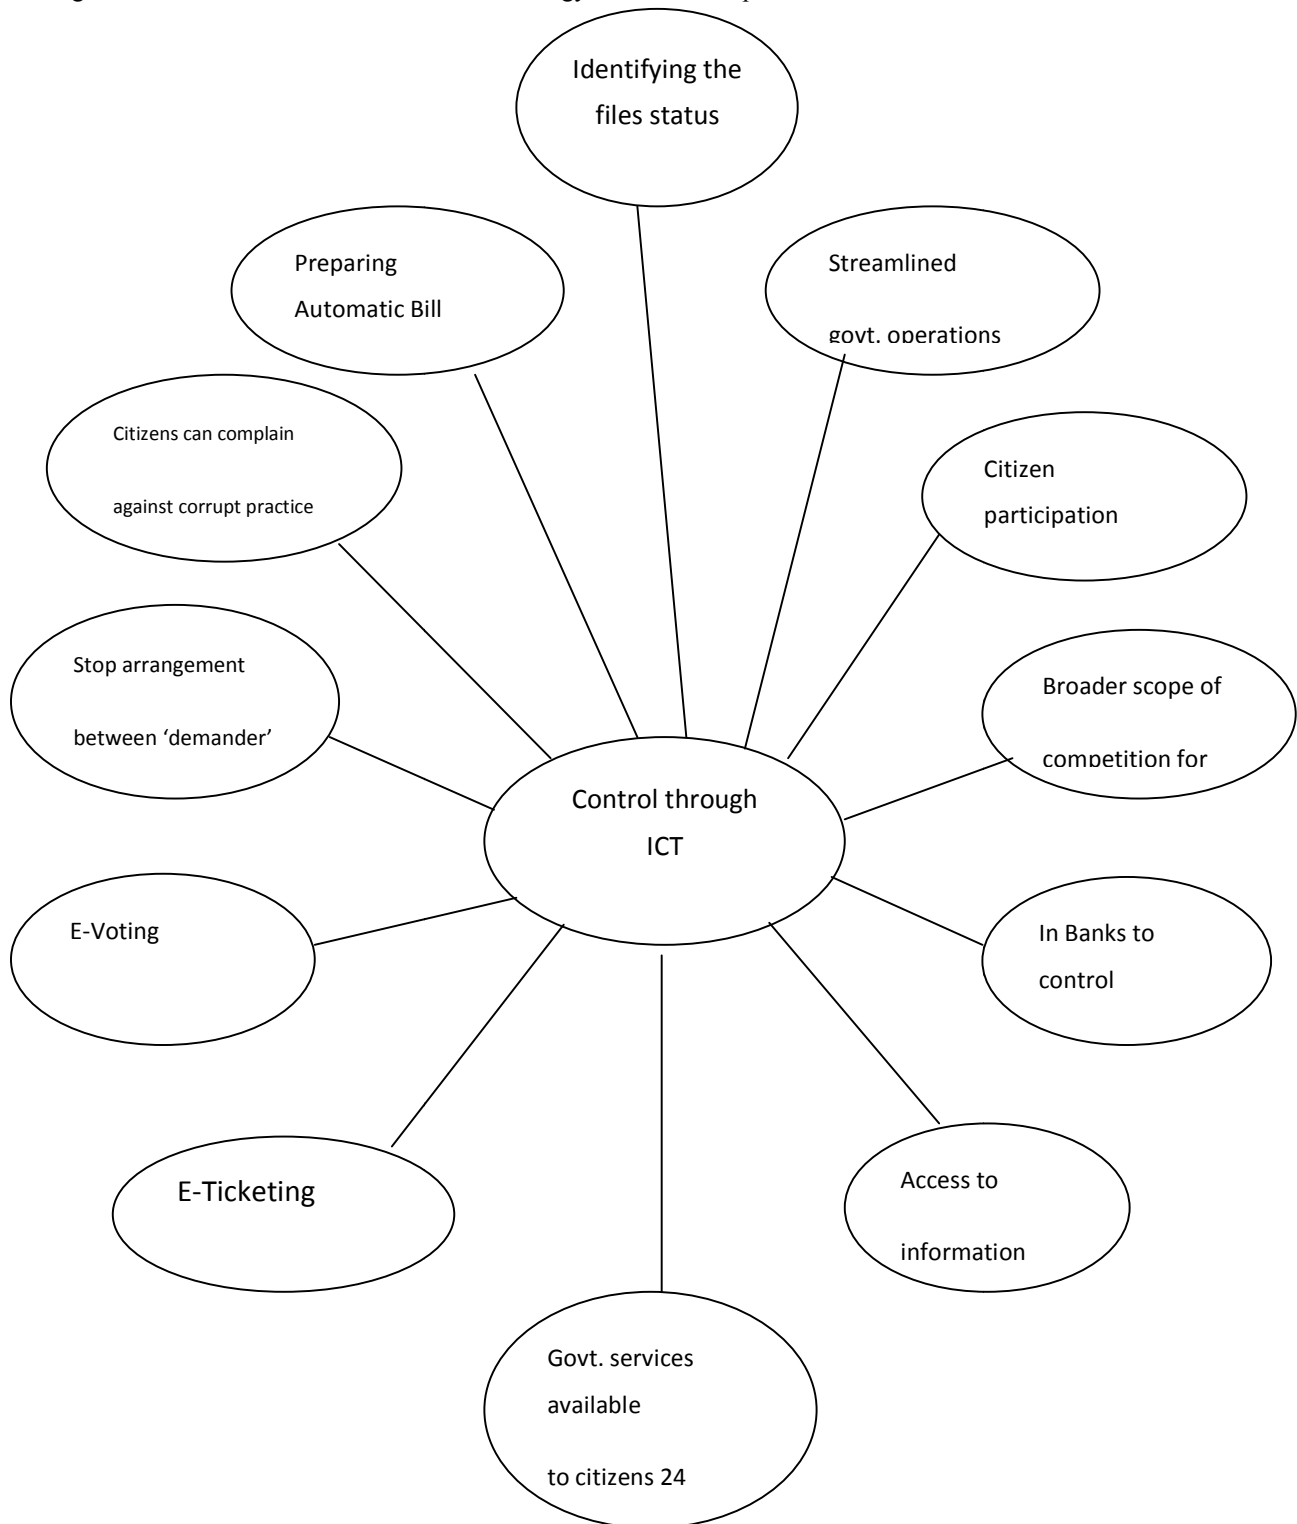 Identifying the
files status
Preparing
Automatic Bill
Streamlined
govt. operations
Citizens can complain
against corrupt practice
Citizen
participation
Stop arrangement
between ‘demander’
Broader scope of
competition for
Control through
ICT
E-Voting
In Banks to
control
E-Ticketing
Access to
information
Govt. services
available
to citizens 24